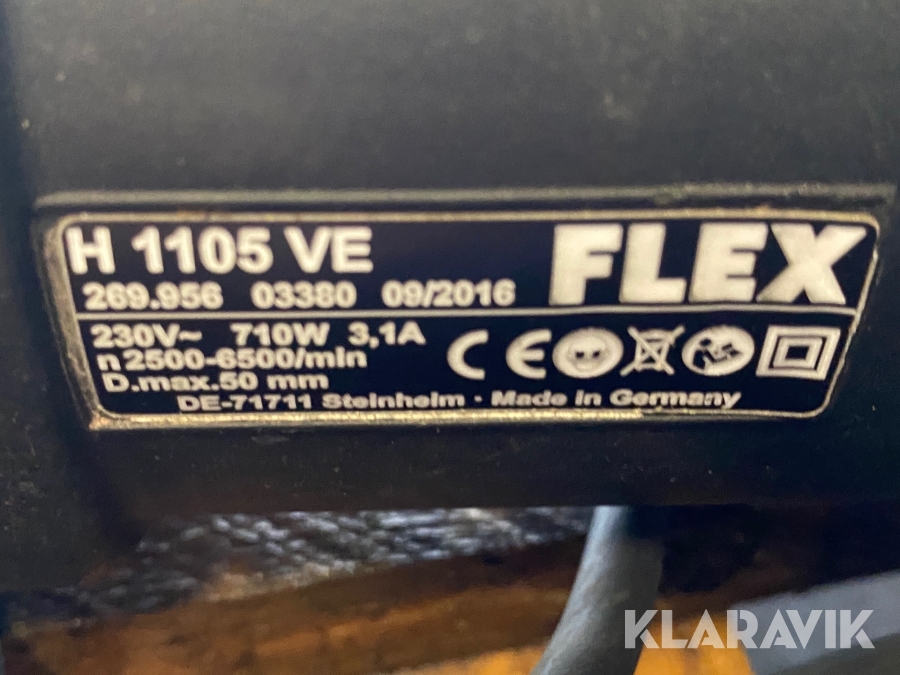 H 1105 VE FLEX
269.956 03380 09/2016
230V~ 710W 3,1A
n2500-6500/min
D.max.50 mm
CE
DE-71711 Steinheim · Made in Germany
KLARAVIK